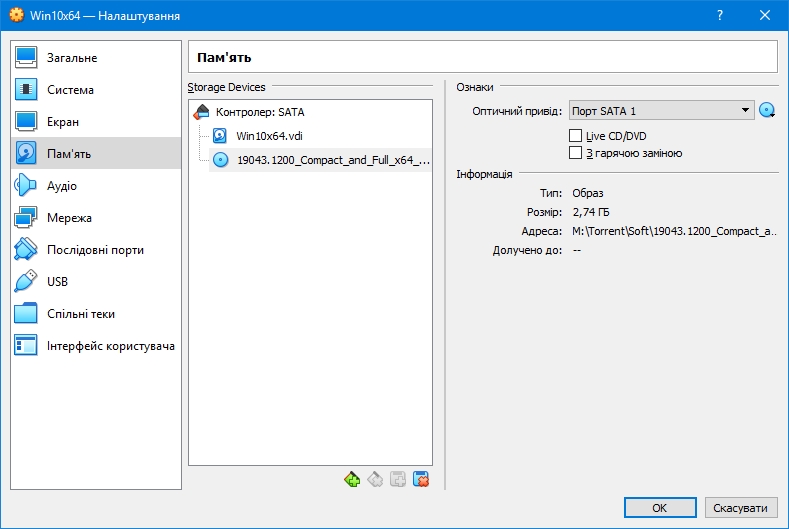 Win10x64 — Налаштування
?
Загальне
Система
Екран
Пам'ять
Аудіо
Мережа
Послідовні порти
USB
Спільні теки
Інтерфейс користувача
Пам'ять
Storage Devices
Контролер: SATA
Win10x64.vdi
19043.1200_Compact_and_Full_x64_...
Ознаки
Оптичний привід: Порт SATA 1
Live CD/DVD
З гарячою заміною
Інформація
Тип: Образ
Розмір: 2,74 ГБ
Адреса: M:\Torrent\Soft\19043.1200_Compact_a...
Долучено до: --
OK
Скасувати